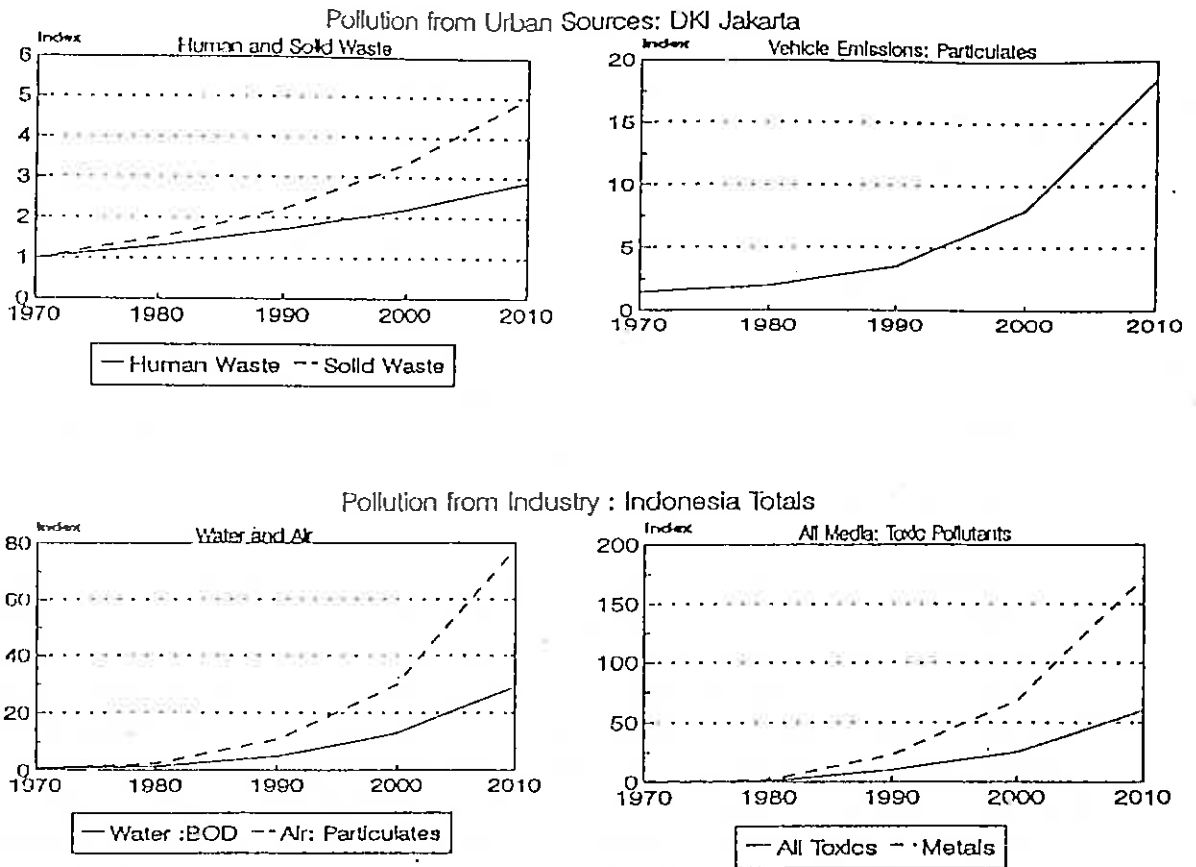 Pollution from Urban Sources: DKI Jakarta
Index
Human and Solid Waste
6
5
4
3
2
1
0
1970 1980 1990 2000 2010
— Human Waste -- Solid Waste
Index
Vehicle Emissions: Particulates
20
15
10
5
0
1970 1980 1990 2000 2010
Pollution from Industry : Indonesia Totals
Index
Water and Air
80
60
40
20
0
1970 1980 1990 2000 2010
— Water :BOD -- Air: Particulates
Index
All Media: Toxic Pollutants
200
150
100
50
0
1970 1980 1990 2000 2010
— All Toxics -- Metals